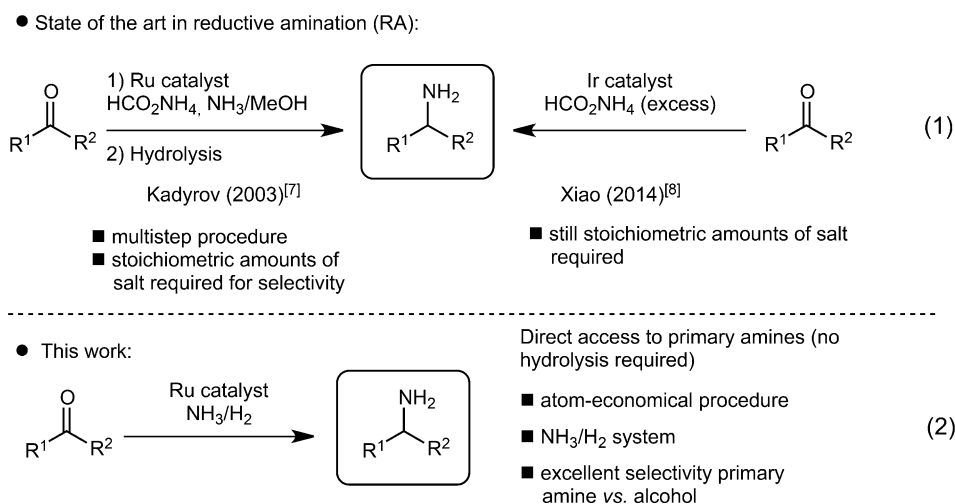 ● State of the art in reductive amination (RA):
O
R1 R2
1) Ru catalyst
HCO2NH4, NH3/MeOH
2) Hydrolysis
NH2
R1 R2
Ir catalyst
HCO2NH4 (excess)
O
R1 R2
(1)
Kadyrov (2003)[7]
Xiao (2014)[8]
■ multistep procedure
■ stoichiometric amounts of
salt required for selectivity
■ still stoichiometric amounts of salt
required
● This work:
O
R1 R2
Ru catalyst
NH3/H2
NH2
R1 R2
Direct access to primary amines (no
hydrolysis required)
■ atom-economical procedure
■ NH3/H2 system
■ excellent selectivity primary
amine vs. alcohol
(2)